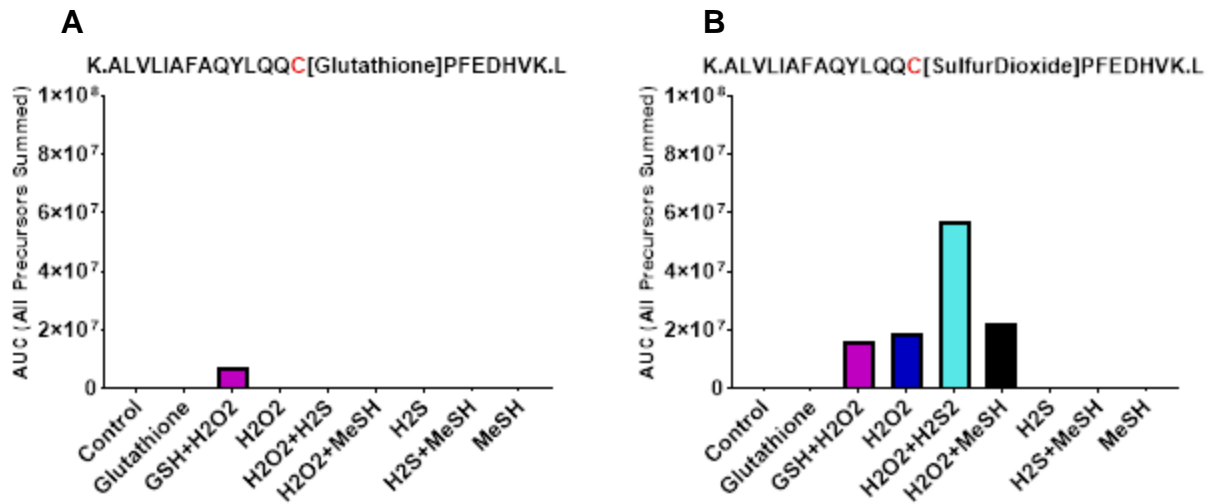 A
K.ALVLIAFAQYLQQC[Glutathione]PFEDHVK.L
AUC (All Precursors Summed)
1×10⁸
8×10⁷
6×10⁷
4×10⁷
2×10⁷
0
Control
Glutathione
GSH+H2O2
H2O2
H2O2+H2S
H2O2+MeSH
H2S
H2S+MeSH
MeSH
B
K.ALVLIAFAQYLQQC[SulfurDioxide]PFEDHVK.L
AUC (All Precursors Summed)
1×10⁸
8×10⁷
6×10⁷
4×10⁷
2×10⁷
0
Control
Glutathione
GSH+H2O2
H2O2
H2O2+H2S2
H2O2+MeSH
H2S
H2S+MeSH
MeSH